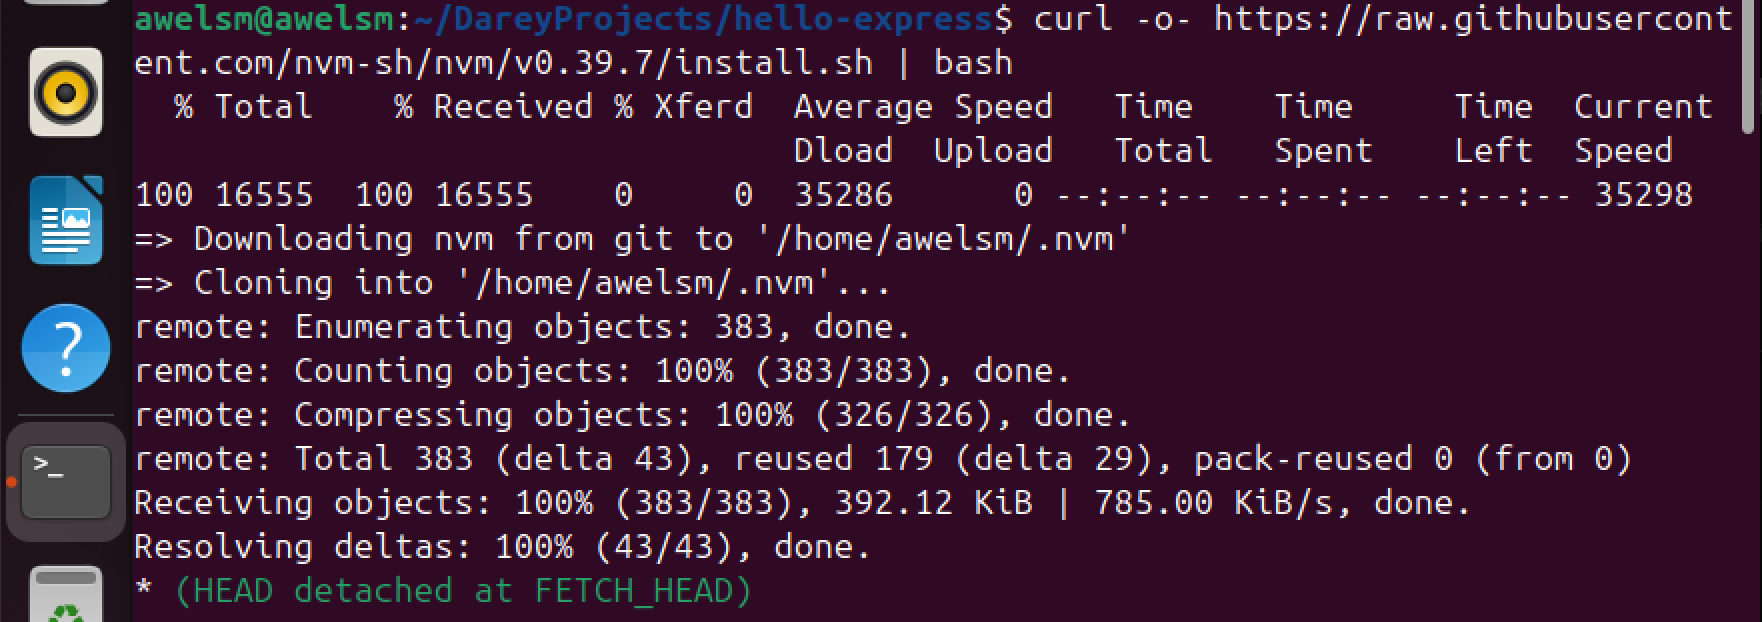 awelsm@awelsm:~/DareyProjects/hello-express$ curl -o- https://raw.githubusercont
ent.com/nvm-sh/nvm/v0.39.7/install.sh | bash
  % Total    % Received % Xferd  Average Speed   Time    Time     Time  Current
                                 Dload  Upload   Total   Spent    Left  Speed
100 16555  100 16555    0     0  35286      0 --:--:-- --:--:-- --:--:-- 35298
=> Downloading nvm from git to '/home/awelsm/.nvm'
=> Cloning into '/home/awelsm/.nvm'...
remote: Enumerating objects: 383, done.
remote: Counting objects: 100% (383/383), done.
remote: Compressing objects: 100% (326/326), done.
remote: Total 383 (delta 43), reused 179 (delta 29), pack-reused 0 (from 0)
Receiving objects: 100% (383/383), 392.12 KiB | 785.00 KiB/s, done.
Resolving deltas: 100% (43/43), done.
* (HEAD detached at FETCH_HEAD)